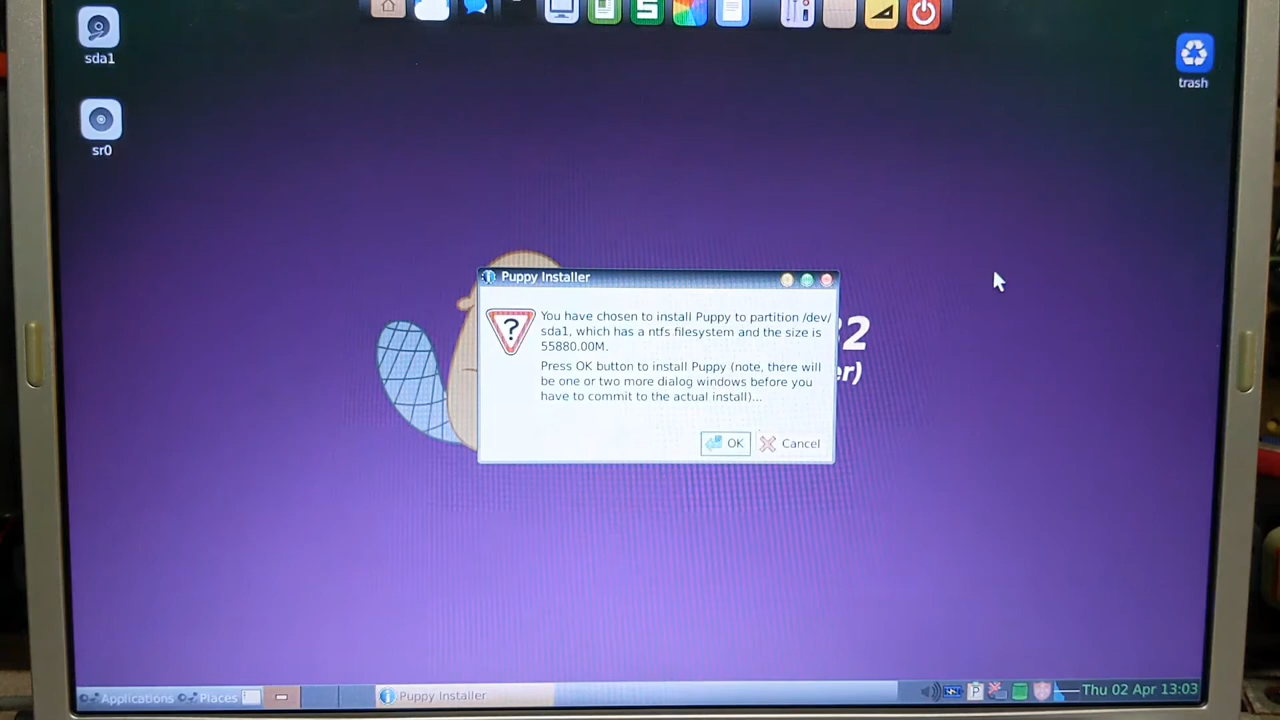 sda1
trash
sr0
Puppy Installer
You have chosen to install Puppy to partition /dev/
sda1, which has a ntfs filesystem and the size is
55880.00M.
Press OK button to install Puppy (note, there will
be one or two more dialog windows before you
have to commit to the actual install)...
OK
Cancel
2
er)
Applications
Places
Puppy Installer
P
Thu 02 Apr 13:03